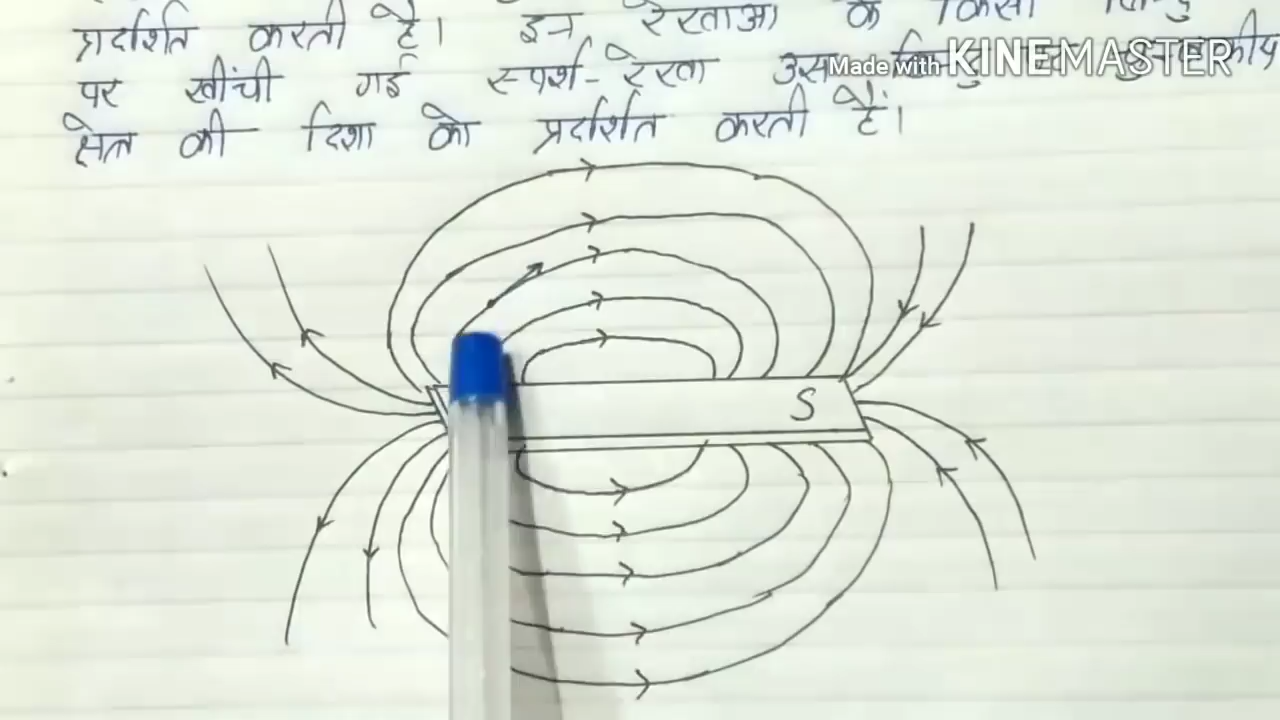 प्रदर्शित करती है। इन रेखाओं के किसी
पर खींची गई स्पर्श-रेखा उस
Made with KINEMASTER
क्षेत्र की दिशा को प्रदर्शित करती हैं।
S